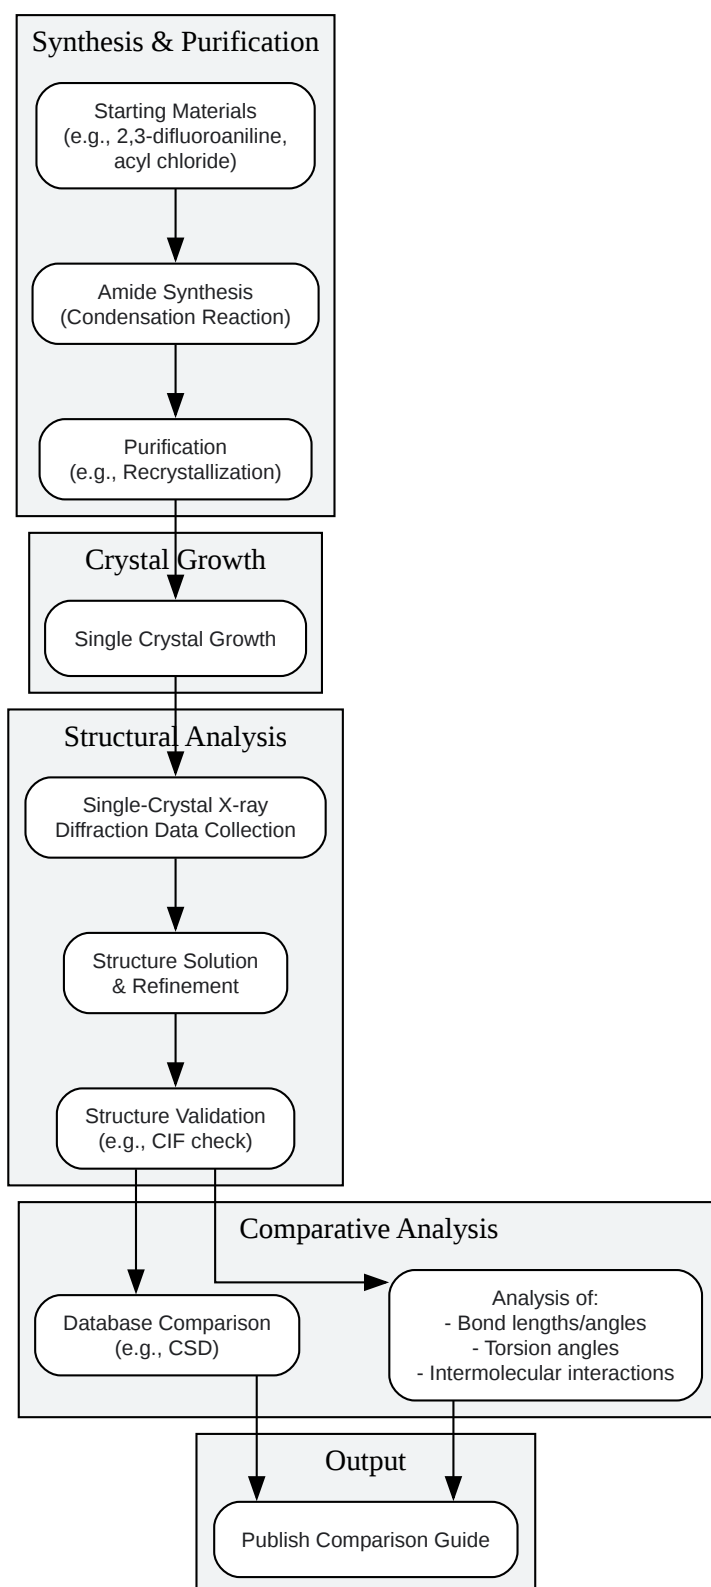 Synthesis & Purification
Starting Materials
(e.g., 2,3-difluoroaniline,
acyl chloride)
Amide Synthesis
(Condensation Reaction)
Purification
(e.g., Recrystallization)
Crystal Growth
Single Crystal Growth
Structural Analysis
Single-Crystal X-ray
Diffraction Data Collection
Structure Solution
& Refinement
Structure Validation
(e.g., CIF check)
Comparative Analysis
Database Comparison
(e.g., CSD)
Analysis of:
- Bond lengths/angles
- Torsion angles
- Intermolecular interactions
Output
Publish Comparison Guide